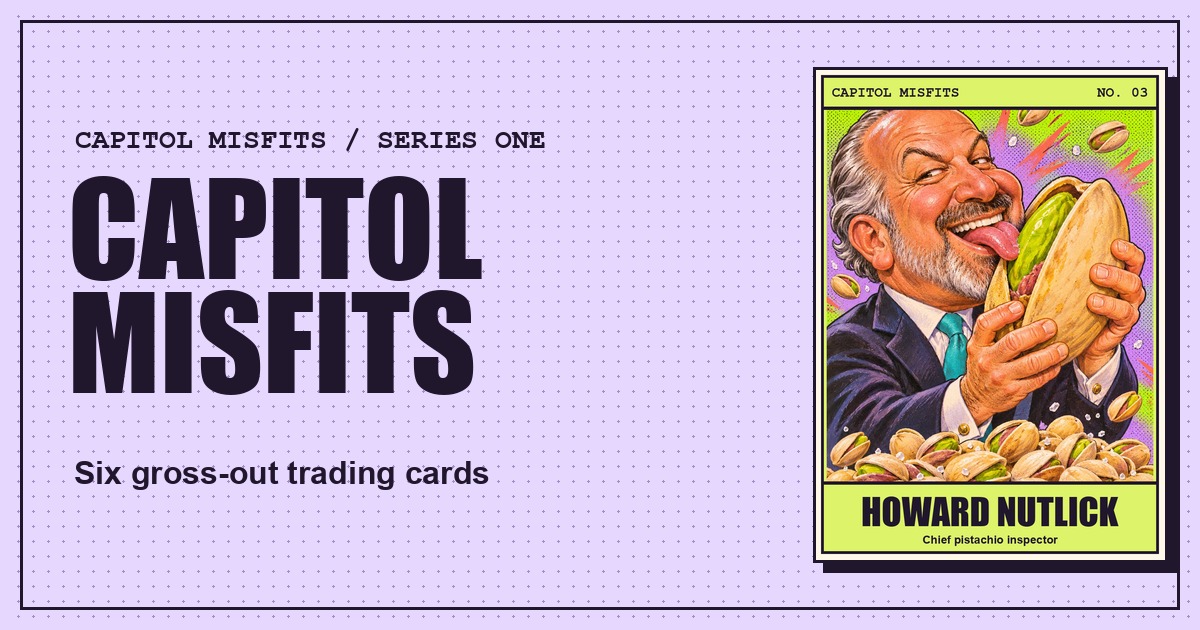 CAPITOL MISFITS / SERIES ONE
CAPITOL
MISFITS
Six gross-out trading cards
CAPITOL MISFITS NO. 03
HOWARD NUTLICK
Chief pistachio inspector